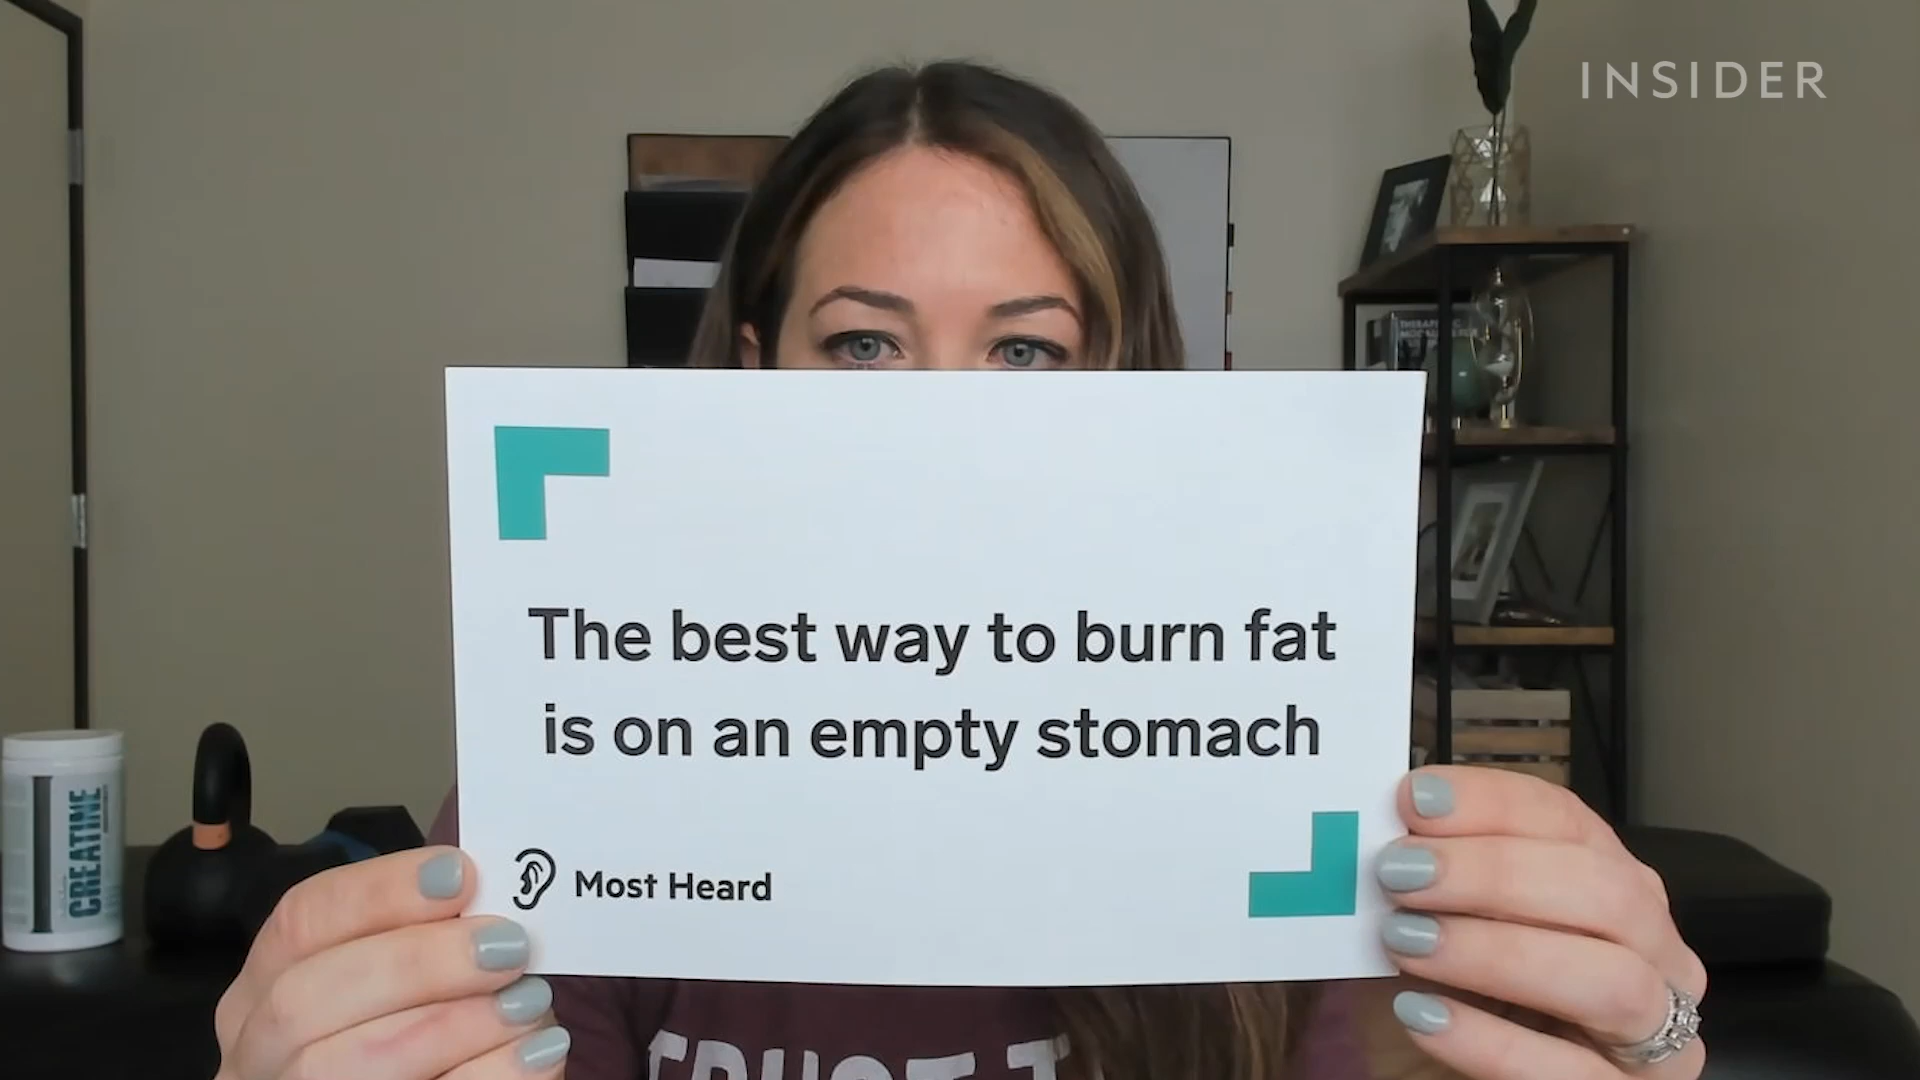 INSIDER
The best way to burn fat
is on an empty stomach
Most Heard
CREATINE